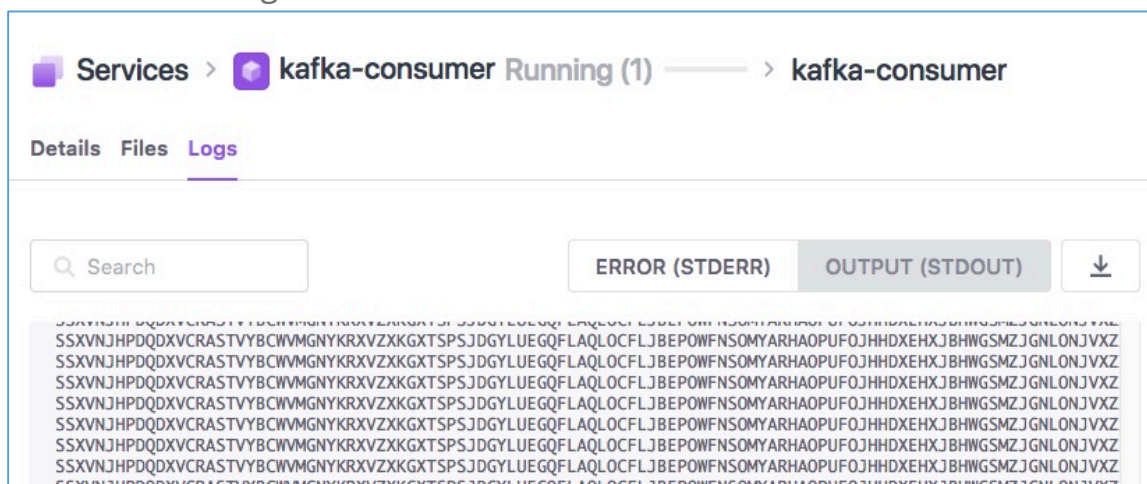 Services > kafka-consumer Running (1) > kafka-consumer
Details Files Logs
Search ERROR (STDERR) OUTPUT (STDOUT)
SSXVNJHPDQDXVCRASTVYBCWVMGNYKRXVZXKGXTSPSJDGYLUEGQFLAQLOCFLJBEPOWFNSOMYARHAOPUFOJHHDXEHXJBHWGSMZJGNLONJVXZ
SSXVNJHPDQDXVCRASTVYBCWVMGNYKRXVZXKGXTSPSJDGYLUEGQFLAQLOCFLJBEPOWFNSOMYARHAOPUFOJHHDXEHXJBHWGSMZJGNLONJVXZ
SSXVNJHPDQDXVCRASTVYBCWVMGNYKRXVZXKGXTSPSJDGYLUEGQFLAQLOCFLJBEPOWFNSOMYARHAOPUFOJHHDXEHXJBHWGSMZJGNLONJVXZ
SSXVNJHPDQDXVCRASTVYBCWVMGNYKRXVZXKGXTSPSJDGYLUEGQFLAQLOCFLJBEPOWFNSOMYARHAOPUFOJHHDXEHXJBHWGSMZJGNLONJVXZ
SSXVNJHPDQDXVCRASTVYBCWVMGNYKRXVZXKGXTSPSJDGYLUEGQFLAQLOCFLJBEPOWFNSOMYARHAOPUFOJHHDXEHXJBHWGSMZJGNLONJVXZ
SSXVNJHPDQDXVCRASTVYBCWVMGNYKRXVZXKGXTSPSJDGYLUEGQFLAQLOCFLJBEPOWFNSOMYARHAOPUFOJHHDXEHXJBHWGSMZJGNLONJVXZ
SSXVNJHPDQDXVCRASTVYBCWVMGNYKRXVZXKGXTSPSJDGYLUEGQFLAQLOCFLJBEPOWFNSOMYARHAOPUFOJHHDXEHXJBHWGSMZJGNLONJVXZ